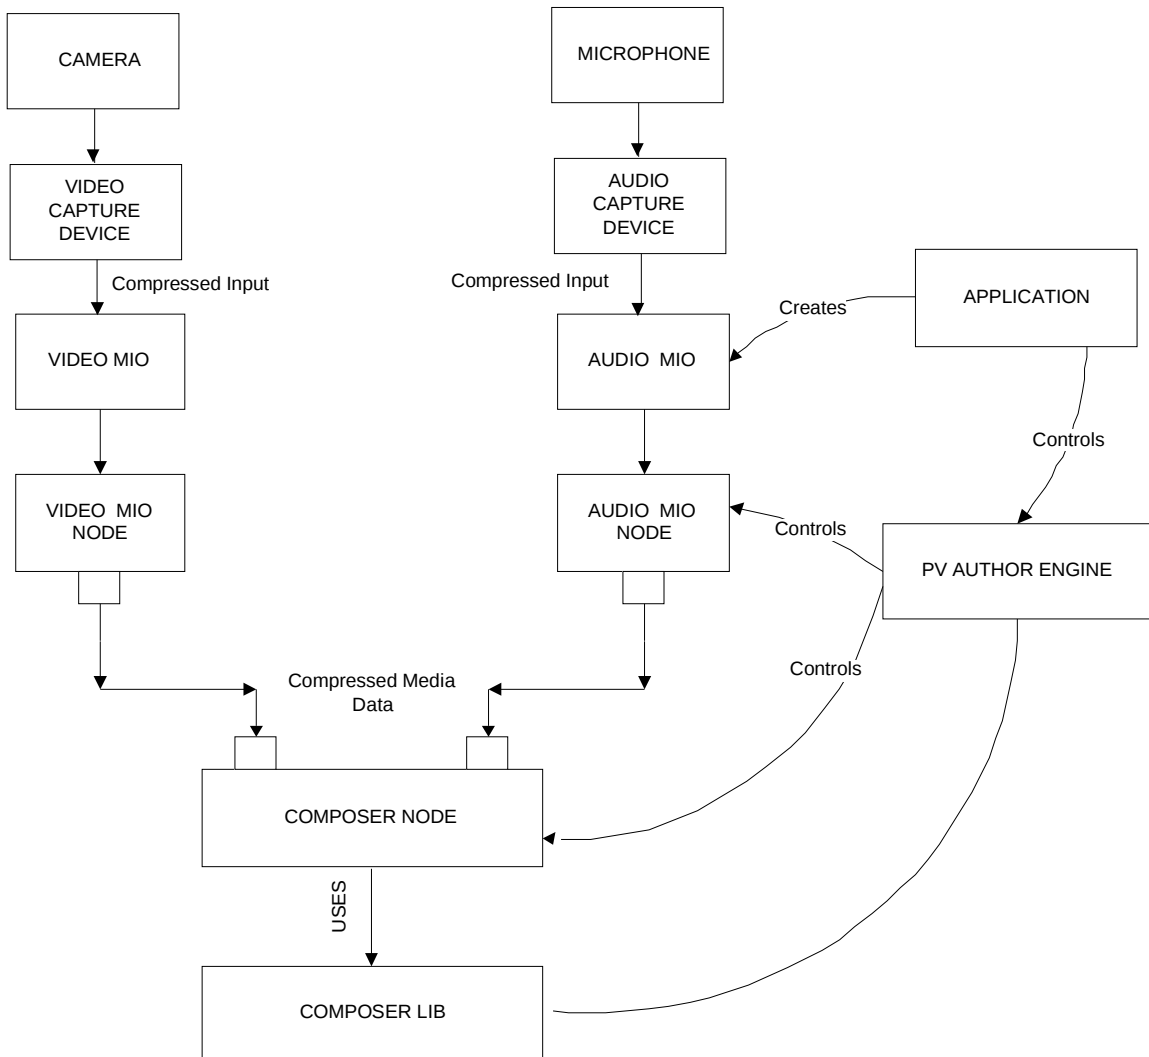 CAMERA
MICROPHONE
VIDEO
CAPTURE
DEVICE
AUDIO
CAPTURE
DEVICE
Compressed Input
Compressed Input
APPLICATION
Creates
VIDEO MIO
AUDIO MIO
Controls
VIDEO MIO
NODE
AUDIO MIO
NODE
Controls
PV AUTHOR ENGINE
Controls
Compressed Media
Data
COMPOSER NODE
USES
COMPOSER LIB